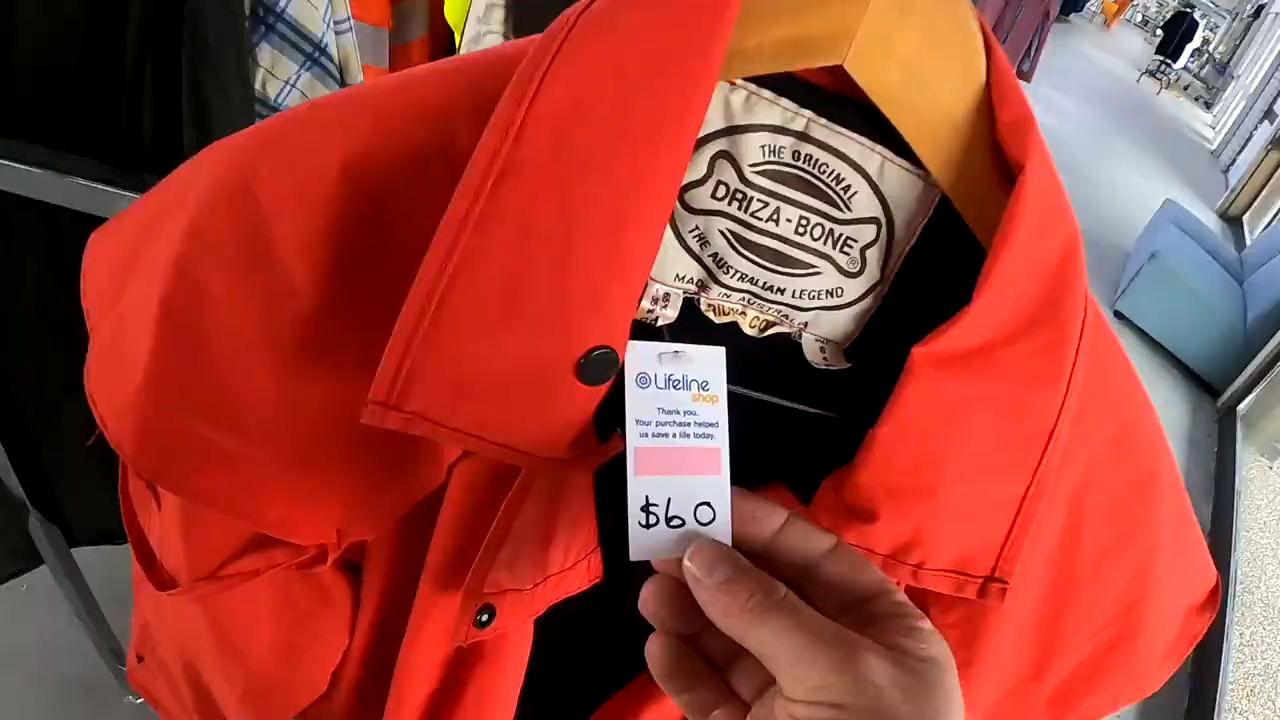 THE ORIGINAL
DRIZA-BONE®
THE AUSTRALIAN LEGEND
MADE IN AUSTRALIA
Lifeline
shop
Thank you.
Your purchase helped
us save a life today.
$60